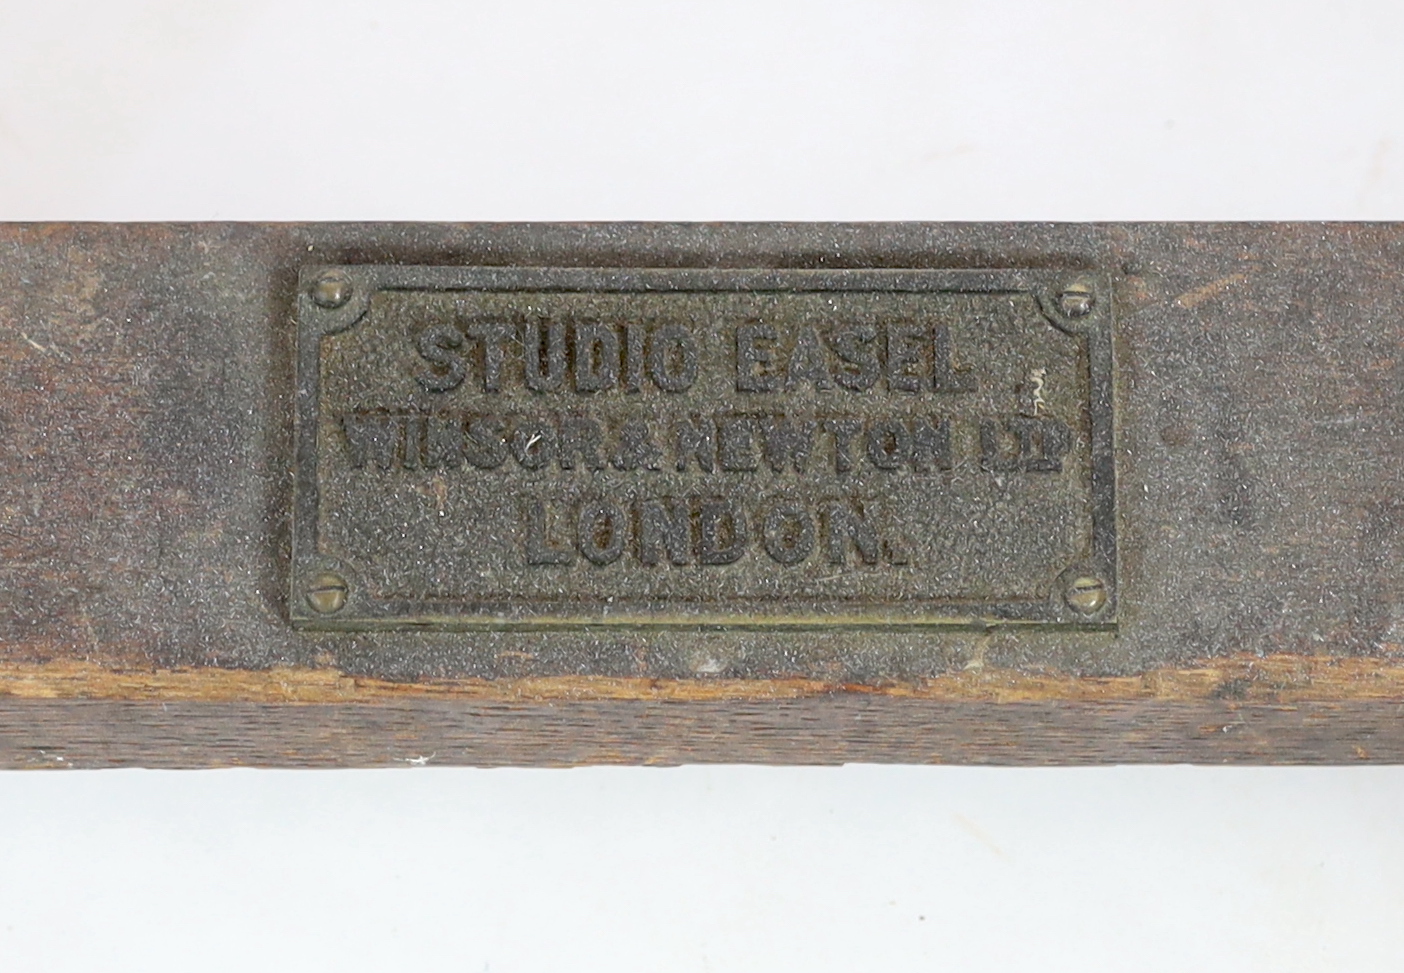 STUDIO EASEL
WINSOR & NEWTON LTD
LONDON.